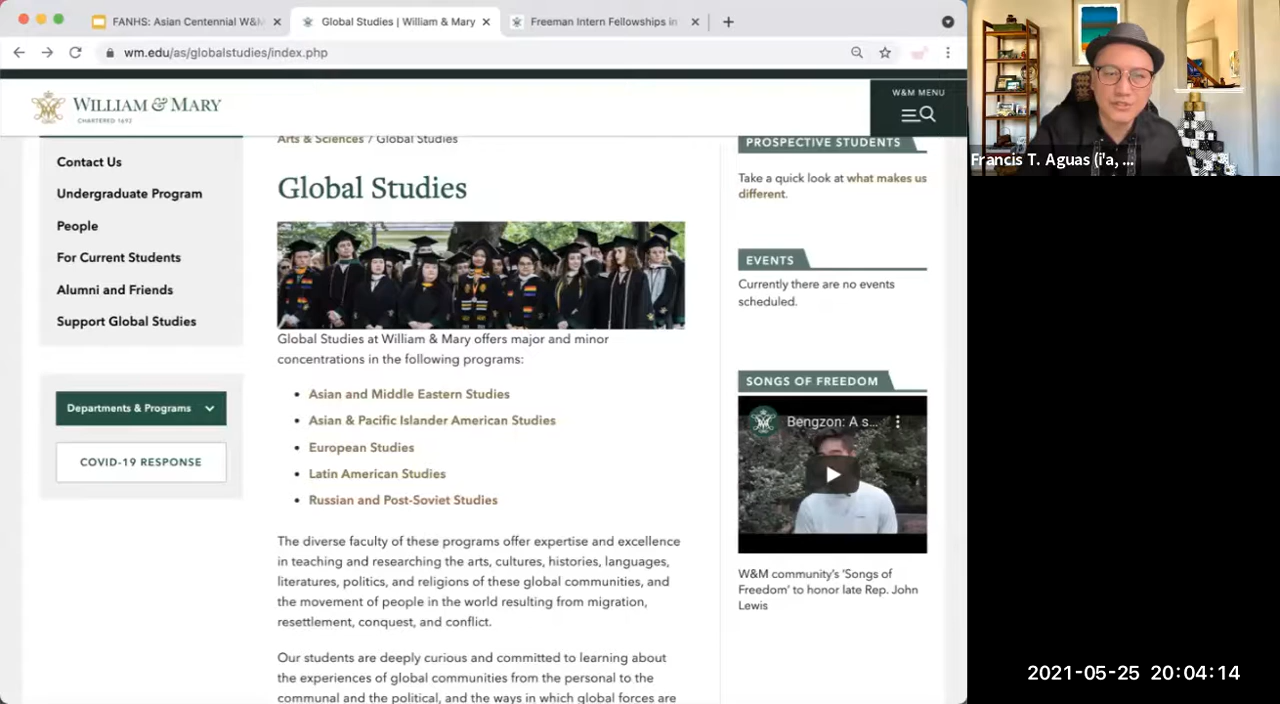 FANHS: Asian Centennial W&M
Global Studies | William & Mary
Freeman Intern Fellowships in
wm.edu/as/globalstudies/index.php
WILLIAM & MARY
CHARTERED 1693
W&M MENU
Contact Us
Undergraduate Program
People
For Current Students
Alumni and Friends
Support Global Studies
Departments & Programs
COVID-19 RESPONSE
Arts & Sciences / Global Studies
Global Studies
Global Studies at William & Mary offers major and minor
concentrations in the following programs:
• Asian and Middle Eastern Studies
• Asian & Pacific Islander American Studies
• European Studies
• Latin American Studies
• Russian and Post-Soviet Studies
The diverse faculty of these programs offer expertise and excellence
in teaching and researching the arts, cultures, histories, languages,
literatures, politics, and religions of these global communities, and
the movement of people in the world resulting from migration,
resettlement, conquest, and conflict.
Our students are deeply curious and committed to learning about
the experiences of global communities from the personal to the
communal and the political, and the ways in which global forces are
PROSPECTIVE STUDENTS
Take a quick look at what makes us
different.
EVENTS
Currently there are no events
scheduled.
SONGS OF FREEDOM
Bengzon: A s...
W&M community's 'Songs of
Freedom' to honor late Rep. John
Lewis
Francis T. Aguas (i'a, ...
2021-05-25 20:04:14